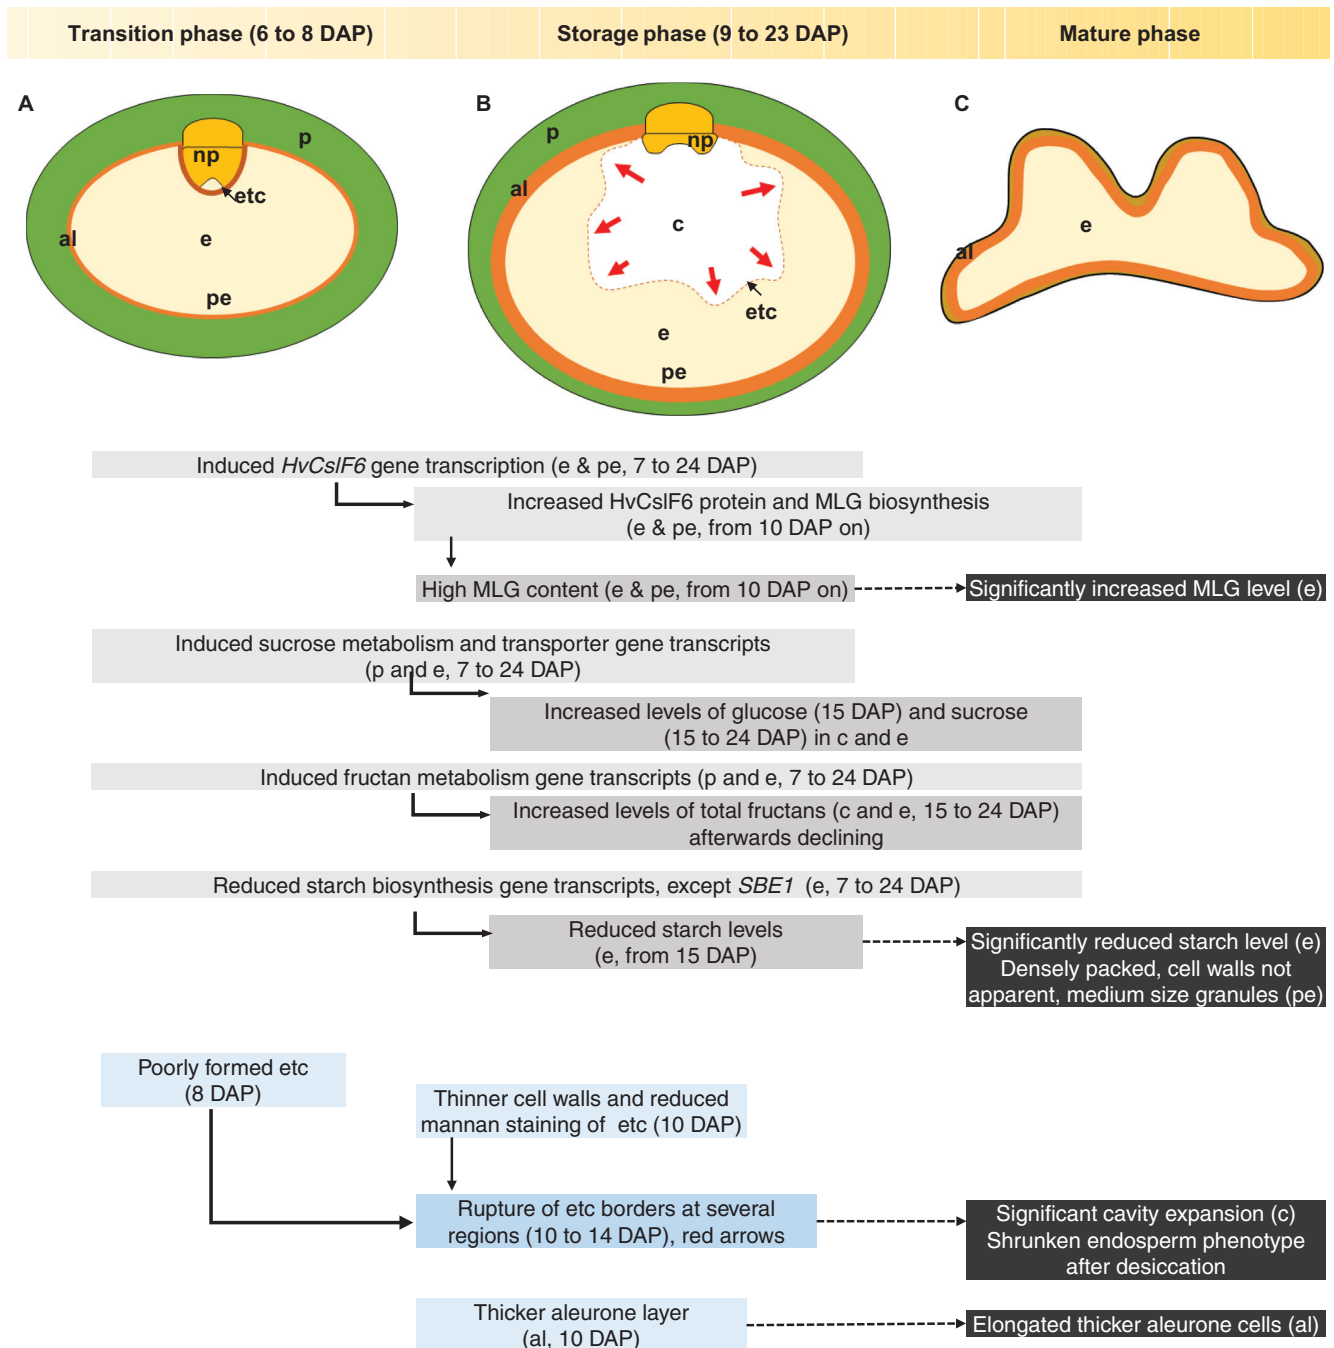 Transition phase (6 to 8 DAP)
Storage phase (9 to 23 DAP)
Mature phase
A
np
p
etc
al
e
pe
B
p
np
al
c
etc
e
pe
C
e
al
Induced HvCslF6 gene transcription (e & pe, 7 to 24 DAP)
Increased HvCslF6 protein and MLG biosynthesis
(e & pe, from 10 DAP on)
High MLG content (e & pe, from 10 DAP on)
Significantly increased MLG level (e)
Induced sucrose metabolism and transporter gene transcripts
(p and e, 7 to 24 DAP)
Increased levels of glucose (15 DAP) and sucrose
(15 to 24 DAP) in c and e
Induced fructan metabolism gene transcripts (p and e, 7 to 24 DAP)
Increased levels of total fructans (c and e, 15 to 24 DAP)
afterwards declining
Reduced starch biosynthesis gene transcripts, except SBE1 (e, 7 to 24 DAP)
Reduced starch levels
(e, from 15 DAP)
Significantly reduced starch level (e)
Densely packed, cell walls not
apparent, medium size granules (pe)
Poorly formed etc
(8 DAP)
Thinner cell walls and reduced
mannan staining of etc (10 DAP)
Rupture of etc borders at several
regions (10 to 14 DAP), red arrows
Significant cavity expansion (c)
Shrunken endosperm phenotype
after desiccation
Thicker aleurone layer
(al, 10 DAP)
Elongated thicker aleurone cells (al)